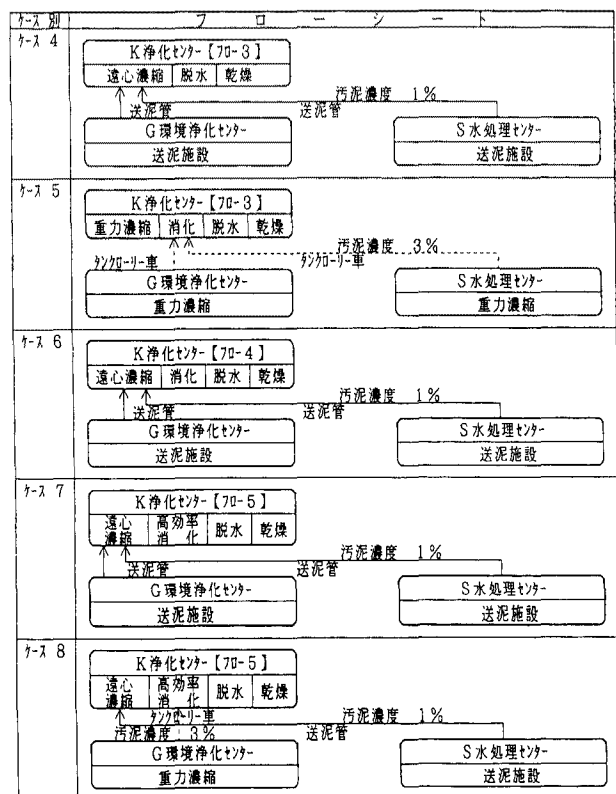 ケース 別 フ ロ ー シ ー ト
ケース 4
K浄化センター【フロー3】
遠心濃縮 脱水 乾燥
汚泥濃度 1%
送泥管 送泥管
G環境浄化センター S水処理センター
送泥施設 送泥施設
ケース 5
K浄化センター【フロー3】
重力濃縮 消化 脱水 乾燥
汚泥濃度 3%
タンクローリー車 タンクローリー車
G環境浄化センター S水処理センター
重力濃縮 重力濃縮
ケース 6
K浄化センター【フロー4】
遠心濃縮 消化 脱水 乾燥
汚泥濃度 1%
送泥管 送泥管
G環境浄化センター S水処理センター
送泥施設 送泥施設
ケース 7
K浄化センター【フロー5】
遠心 高効率
濃縮 消 化 脱水 乾燥
汚泥濃度 1%
送泥管 送泥管
G環境浄化センター S水処理センター
送泥施設 送泥施設
ケース 8
K浄化センター【フロー5】
遠心 高効率
濃縮 消 化 脱水 乾燥
タンクローリー車 汚泥濃度 1%
汚泥濃度 3% 送泥管
G環境浄化センター S水処理センター
重力濃縮 送泥施設